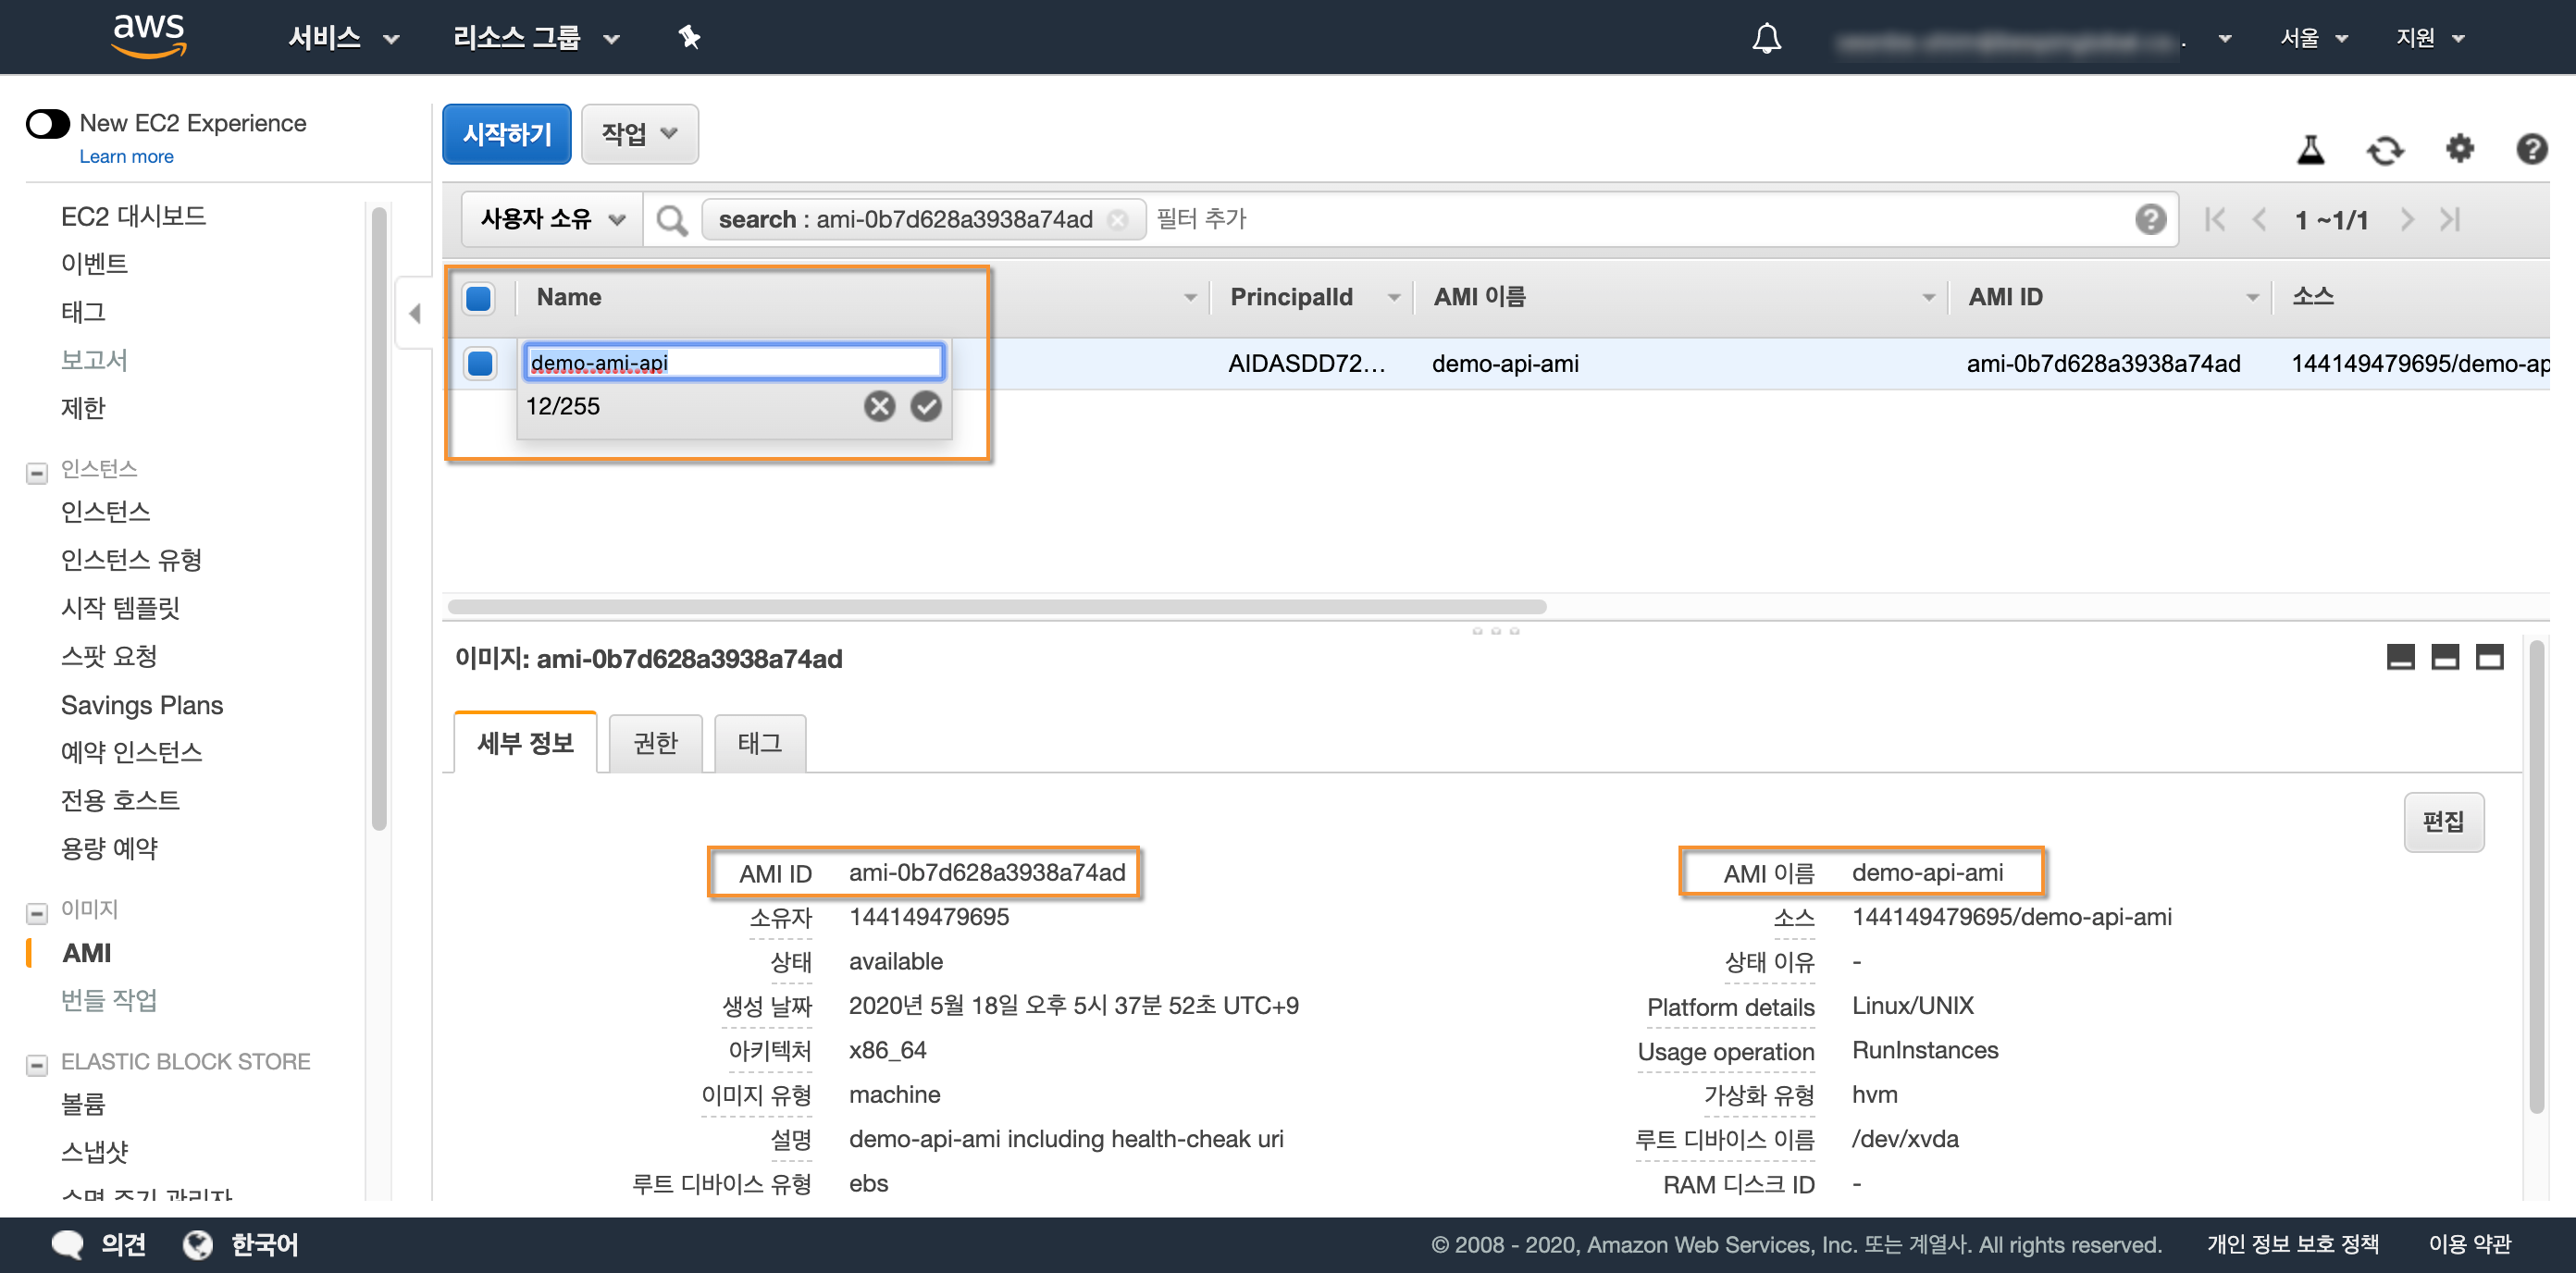 aws 서비스 리소스 그룹 서울 지원
New EC2 Experience
Learn more
시작하기 작업
사용자 소유 search : ami-0b7d628a3938a74ad 필터 추가 1 ~1/1
Name PrincipalId AMI 이름 AMI ID 소스
demo-ami-api AIDASDD72... demo-api-ami ami-0b7d628a3938a74ad 144149479695/demo-ap
12/255
EC2 대시보드
이벤트
태그
보고서
제한
인스턴스
인스턴스
인스턴스 유형
시작 템플릿
스팟 요청
Savings Plans
예약 인스턴스
전용 호스트
용량 예약
이미지
AMI
번들 작업
ELASTIC BLOCK STORE
볼륨
스냅샷
수명 주기 관리자
이미지: ami-0b7d628a3938a74ad
세부 정보 권한 태그
편집
AMI ID ami-0b7d628a3938a74ad
소유자 144149479695
상태 available
생성 날짜 2020년 5월 18일 오후 5시 37분 52초 UTC+9
아키텍처 x86_64
이미지 유형 machine
설명 demo-api-ami including health-cheak uri
루트 디바이스 유형 ebs
AMI 이름 demo-api-ami
소스 144149479695/demo-api-ami
상태 이유 -
Platform details Linux/UNIX
Usage operation RunInstances
가상화 유형 hvm
루트 디바이스 이름 /dev/xvda
RAM 디스크 ID -
의견 한국어 © 2008 - 2020, Amazon Web Services, Inc. 또는 계열사. All rights reserved. 개인 정보 보호 정책 이용 약관